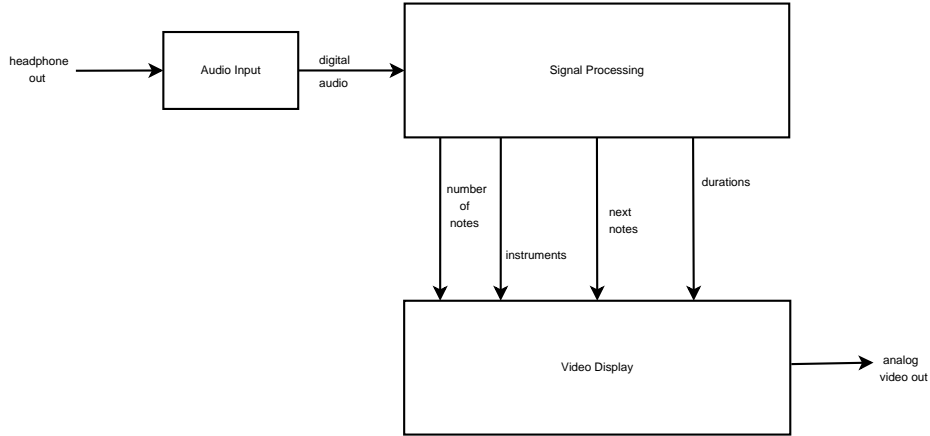 headphone
out
Audio Input
digital
audio
Signal Processing
number
of
notes
instruments
next
notes
durations
Video Display
analog
video out